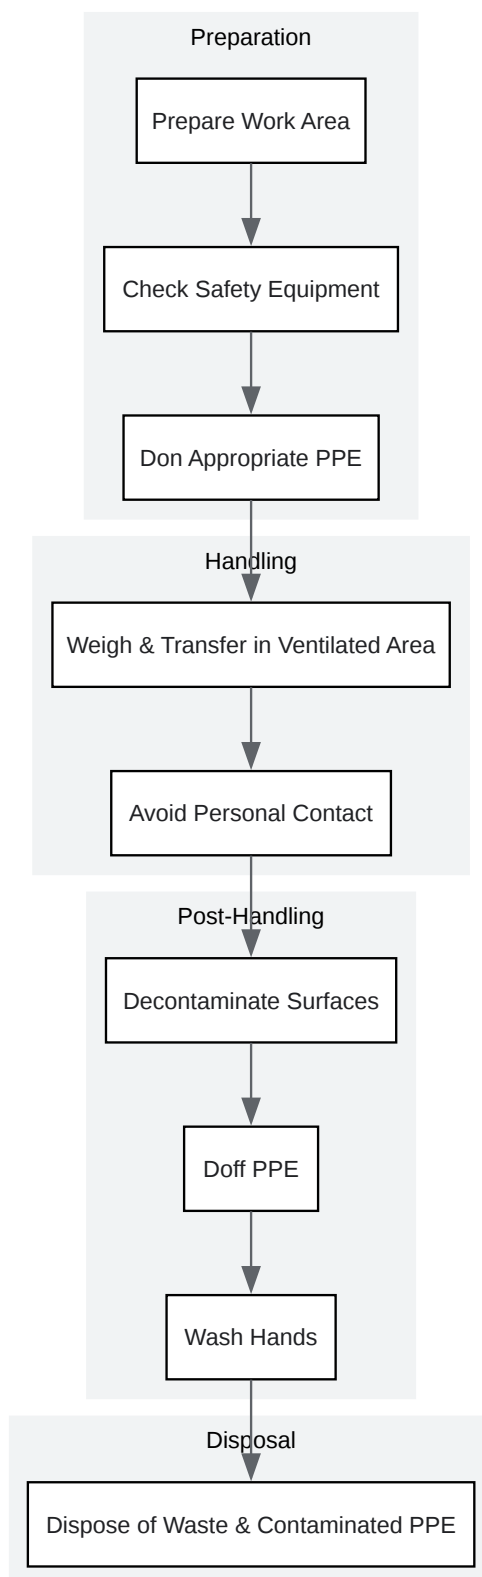 Preparation
Prepare Work Area
Check Safety Equipment
Don Appropriate PPE
Handling
Weigh & Transfer in Ventilated Area
Avoid Personal Contact
Post-Handling
Decontaminate Surfaces
Doff PPE
Wash Hands
Disposal
Dispose of Waste & Contaminated PPE